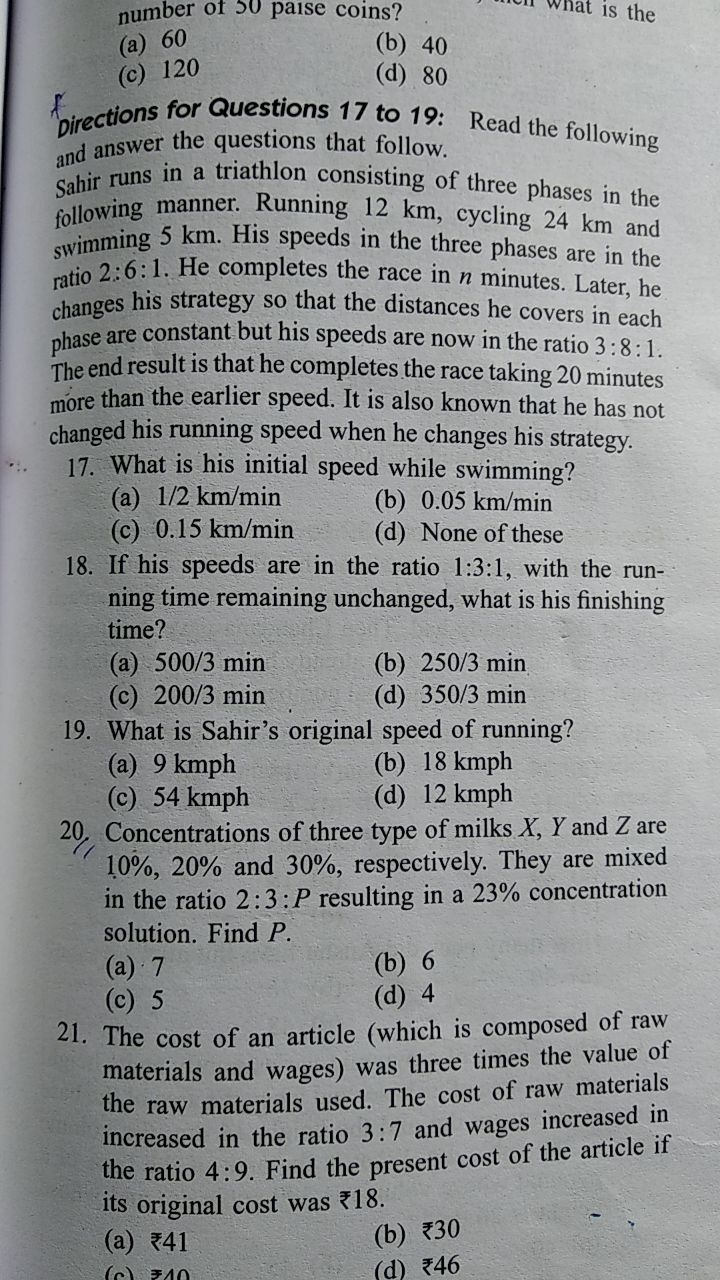 number of 50 paise coins?
what is the
(a) 60 (b) 40
(c) 120 (d) 80
Directions for Questions 17 to 19: Read the following
and answer the questions that follow.
Sahir runs in a triathlon consisting of three phases in the
following manner. Running 12 km, cycling 24 km and
swimming 5 km. His speeds in the three phases are in the
ratio 2:6:1. He completes the race in n minutes. Later, he
changes his strategy so that the distances he covers in each
phase are constant but his speeds are now in the ratio 3:8:1.
The end result is that he completes the race taking 20 minutes
more than the earlier speed. It is also known that he has not
changed his running speed when he changes his strategy.
17. What is his initial speed while swimming?
(a) 1/2 km/min (b) 0.05 km/min
(c) 0.15 km/min (d) None of these
18. If his speeds are in the ratio 1:3:1, with the run-
ning time remaining unchanged, what is his finishing
time?
(a) 500/3 min (b) 250/3 min
(c) 200/3 min (d) 350/3 min
19. What is Sahir's original speed of running?
(a) 9 kmph (b) 18 kmph
(c) 54 kmph (d) 12 kmph
20. Concentrations of three type of milks X, Y and Z are
10%, 20% and 30%, respectively. They are mixed
in the ratio 2:3:P resulting in a 23% concentration
solution. Find P.
(a) 7 (b) 6
(c) 5 (d) 4
21. The cost of an article (which is composed of raw
materials and wages) was three times the value of
the raw materials used. The cost of raw materials
increased in the ratio 3:7 and wages increased in
the ratio 4:9. Find the present cost of the article if
its original cost was ₹18.
(a) ₹41 (b) ₹30
(c) ₹40 (d) ₹46